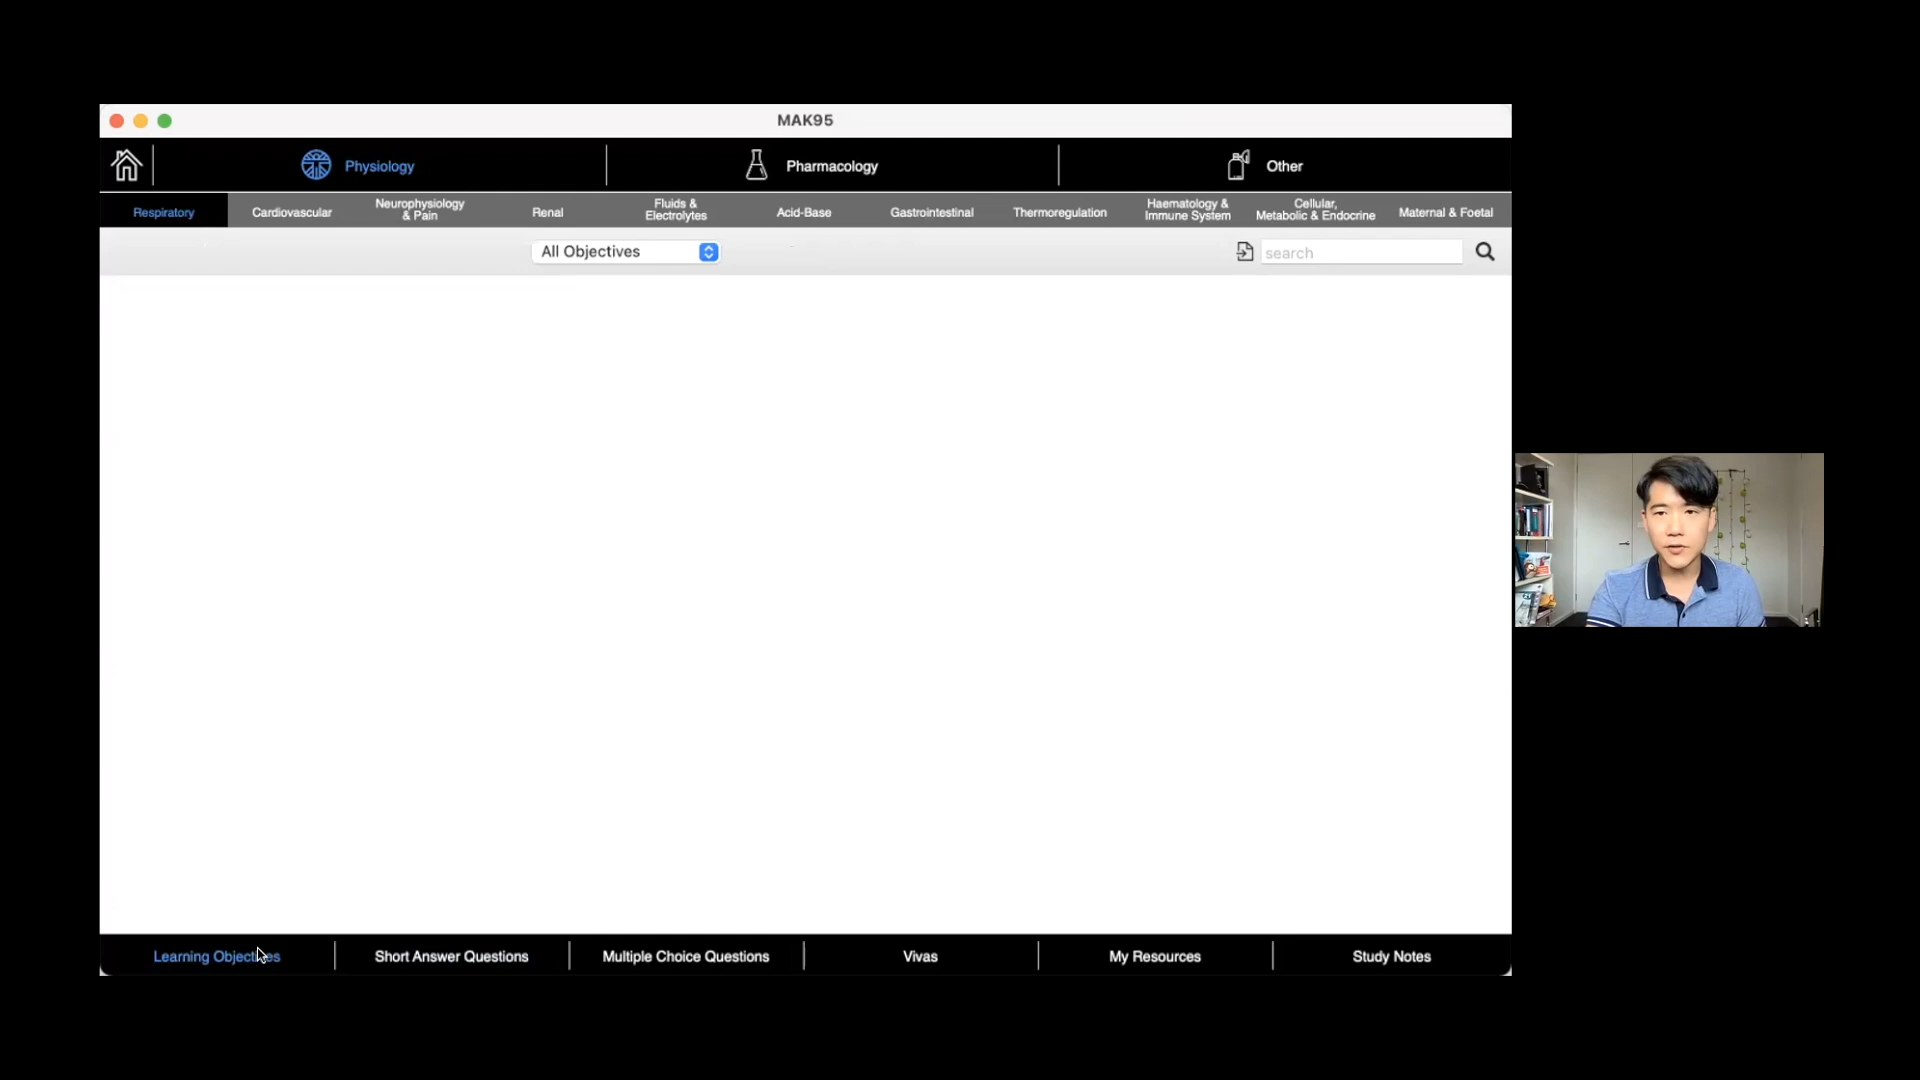 MAK95
Physiology
Pharmacology
Other
Respiratory
Cardiovascular
Neurophysiology
& Pain
Renal
Fluids &
Electrolytes
Acid-Base
Gastrointestinal
Thermoregulation
Haematology &
Immune System
Cellular,
Metabolic & Endocrine
Maternal & Foetal
All Objectives
search
Learning Objectives
Short Answer Questions
Multiple Choice Questions
Vivas
My Resources
Study Notes